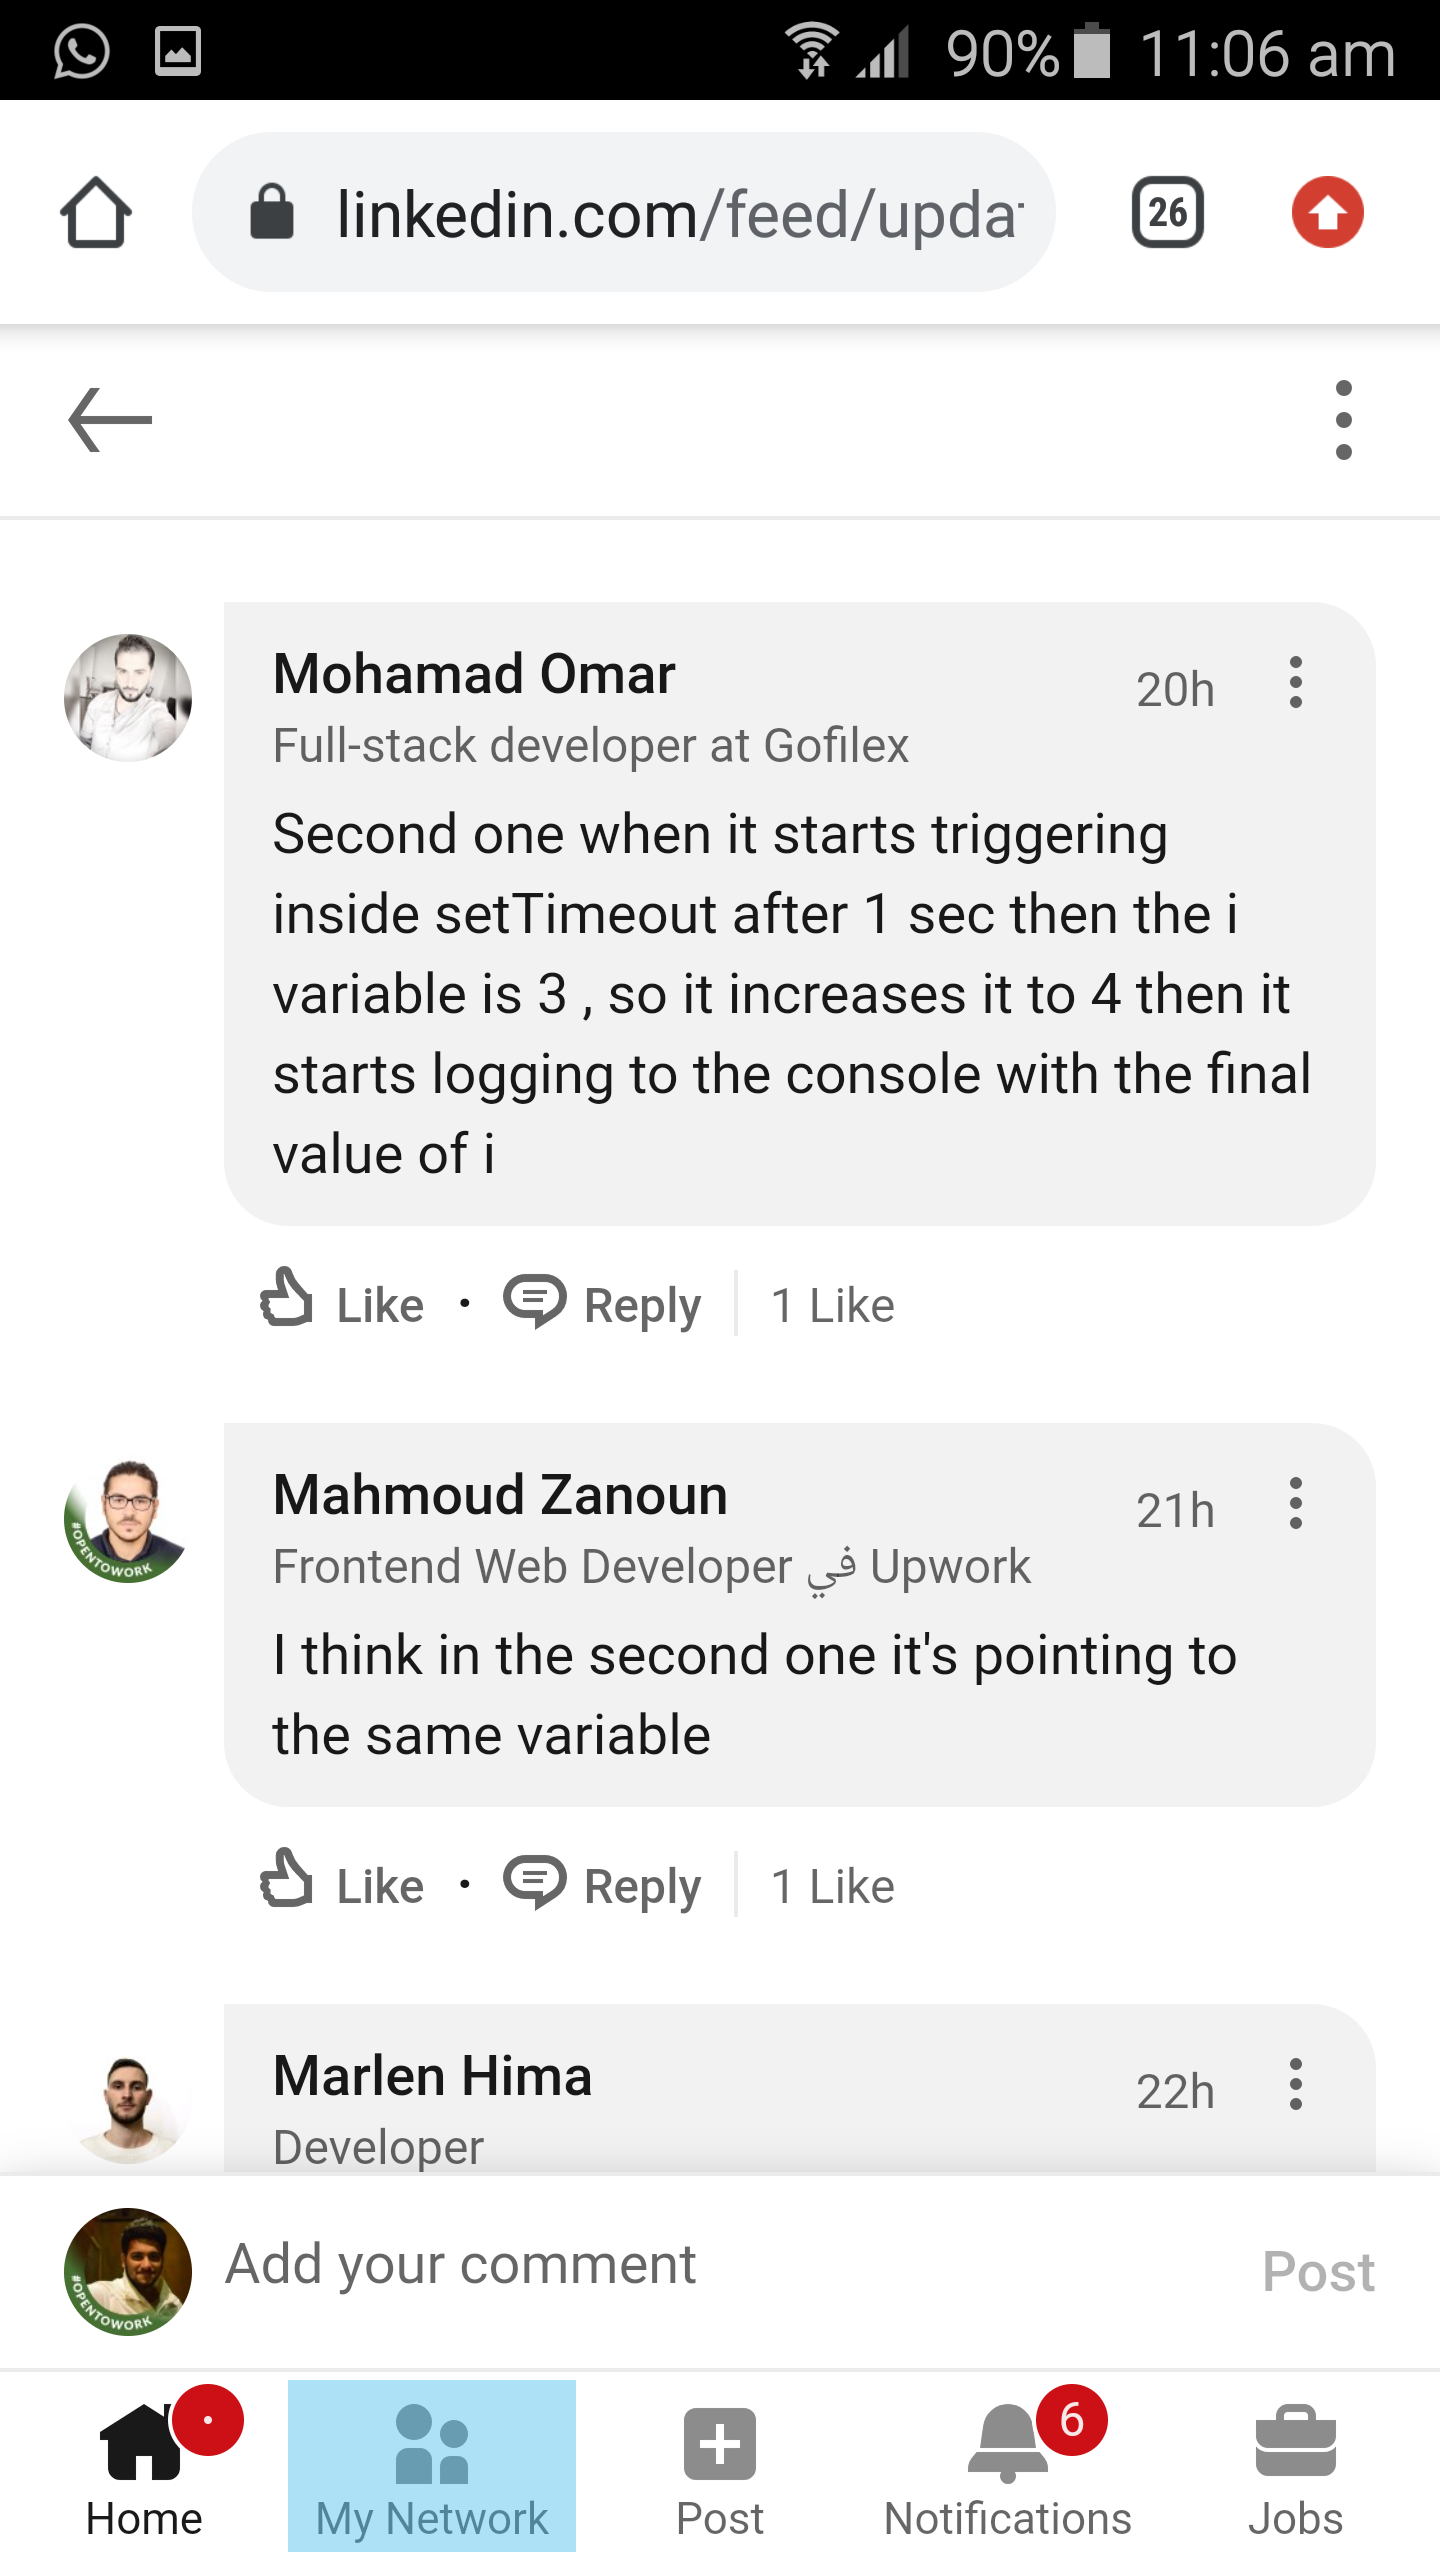 90% 11:06 am
linkedin.com/feed/upda
26
Mohamad Omar
20h
Full-stack developer at Gofilex
Second one when it starts triggering
inside setTimeout after 1 sec then the i
variable is 3 , so it increases it to 4 then it
starts logging to the console with the final
value of i
Like • Reply 1 Like
#OPENTOWORK
Mahmoud Zanoun
21h
Frontend Web Developer في Upwork
I think in the second one it's pointing to
the same variable
Like • Reply 1 Like
Marlen Hima
22h
Developer
#OPENTOWORK
Add your comment
Post
6
Home My Network Post Notifications Jobs